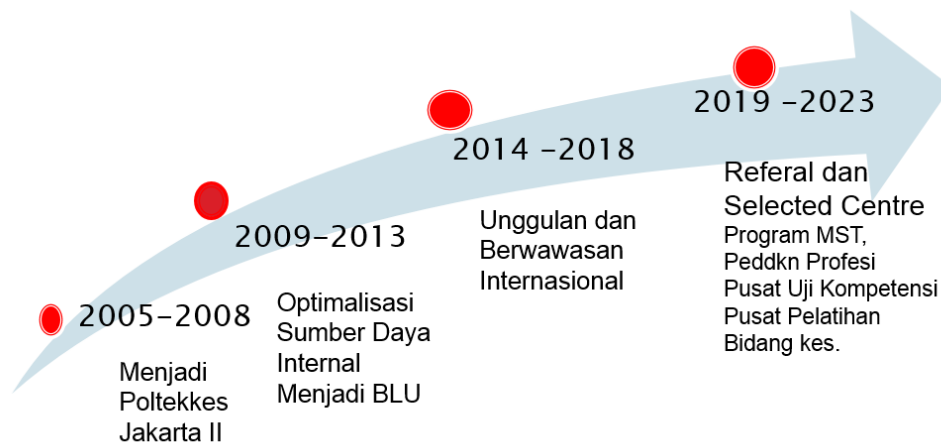 2005–2008
Menjadi
Poltekkes
Jakarta II
2009–2013
Optimalisasi
Sumber Daya
Internal
Menjadi BLU
2014 –2018
Unggulan dan
Berwawasan
Internasional
2019 –2023
Referal dan
Selected Centre
Program MST,
Peddkn Profesi
Pusat Uji Kompetensi
Pusat Pelatihan
Bidang kes.